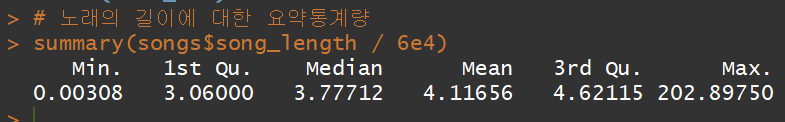 > # 노래의 길이에 대한 요약통계량
> summary(songs$song_length / 6e4)
Min. 1st Qu. Median Mean 3rd Qu. Max.
0.00308 3.06000 3.77712 4.11656 4.62115 202.89750
>